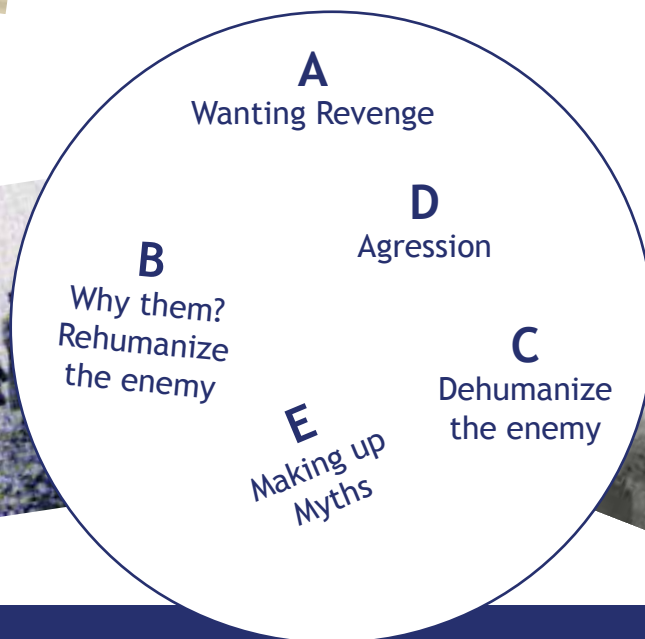 A
Wanting Revenge
D
Agression
B
Why them?
Rehumanize
the enemy
C
Dehumanize
the enemy
E
Making up
Myths